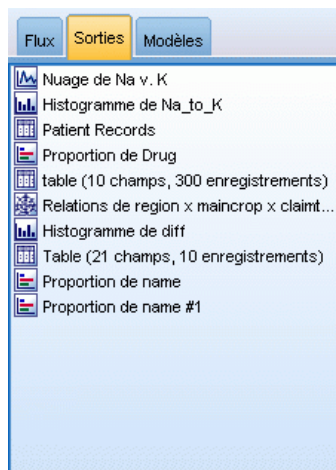 Flux Sorties Modèles
Nuage de Na v. K
Histogramme de Na_to_K
Patient Records
Proportion de Drug
table (10 champs, 300 enregistrements)
Relations de region x maincrop x claimt...
Histogramme de diff
Table (21 champs, 10 enregistrements)
Proportion de name
Proportion de name #1